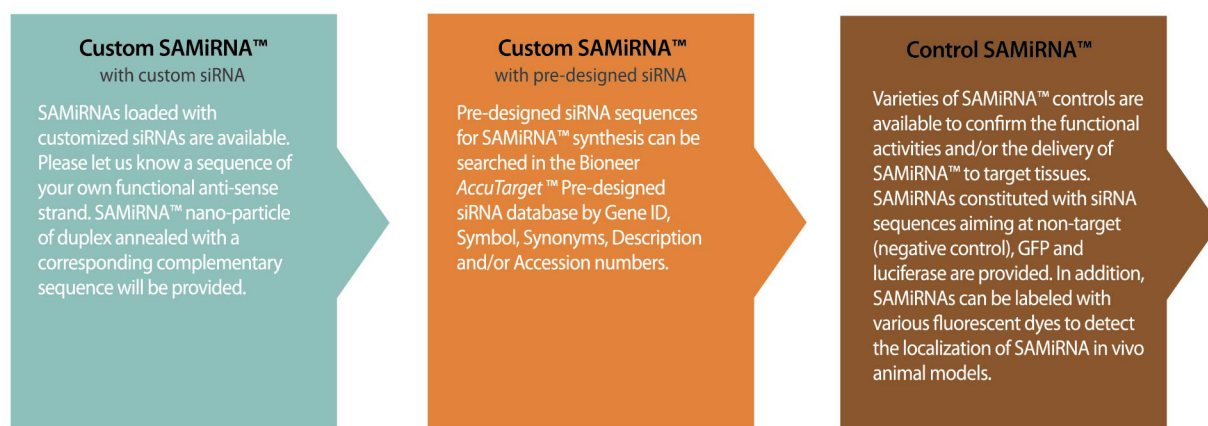 Custom SAMiRNA™
with custom siRNA
SAMiRNAs loaded with
customized siRNAs are available.
Please let us know a sequence of
your own functional anti-sense
strand. SAMiRNA™ nano-particle
of duplex annealed with a
corresponding complementary
sequence will be provided.
Custom SAMiRNA™
with pre-designed siRNA
Pre-designed siRNA sequences
for SAMiRNA™ synthesis can be
searched in the Bioneer
AccuTarget ™ Pre-designed
siRNA database by Gene ID,
Symbol, Synonyms, Description
and/or Accession numbers.
Control SAMiRNA™
Varieties of SAMiRNA™ controls are
available to confirm the functional
activities and/or the delivery of
SAMiRNA™ to target tissues.
SAMiRNAs constituted with siRNA
sequences aiming at non-target
(negative control), GFP and
luciferase are provided. In addition,
SAMiRNAs can be labeled with
various fluorescent dyes to detect
the localization of SAMiRNA in vivo
animal models.